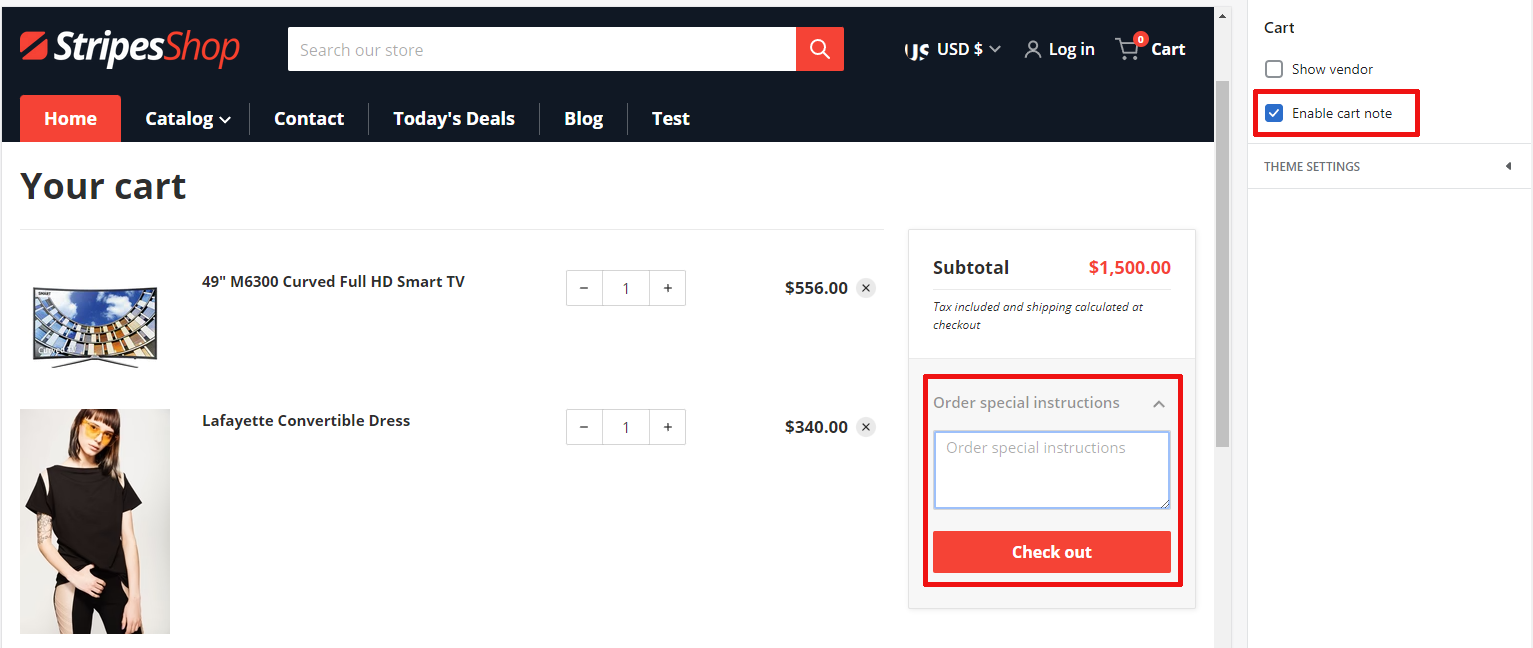 StripesShop
Search our store
USD $
Log in
0
Cart
Home
Catalog
Contact
Today's Deals
Blog
Test
Your cart
49" M6300 Curved Full HD Smart TV
− 1 +
$556.00
SMART
Curved TV
Lafayette Convertible Dress
− 1 +
$340.00
Subtotal
$1,500.00
Tax included and shipping calculated at
checkout
Order special instructions
Order special instructions
Check out
Cart
Show vendor
Enable cart note
THEME SETTINGS